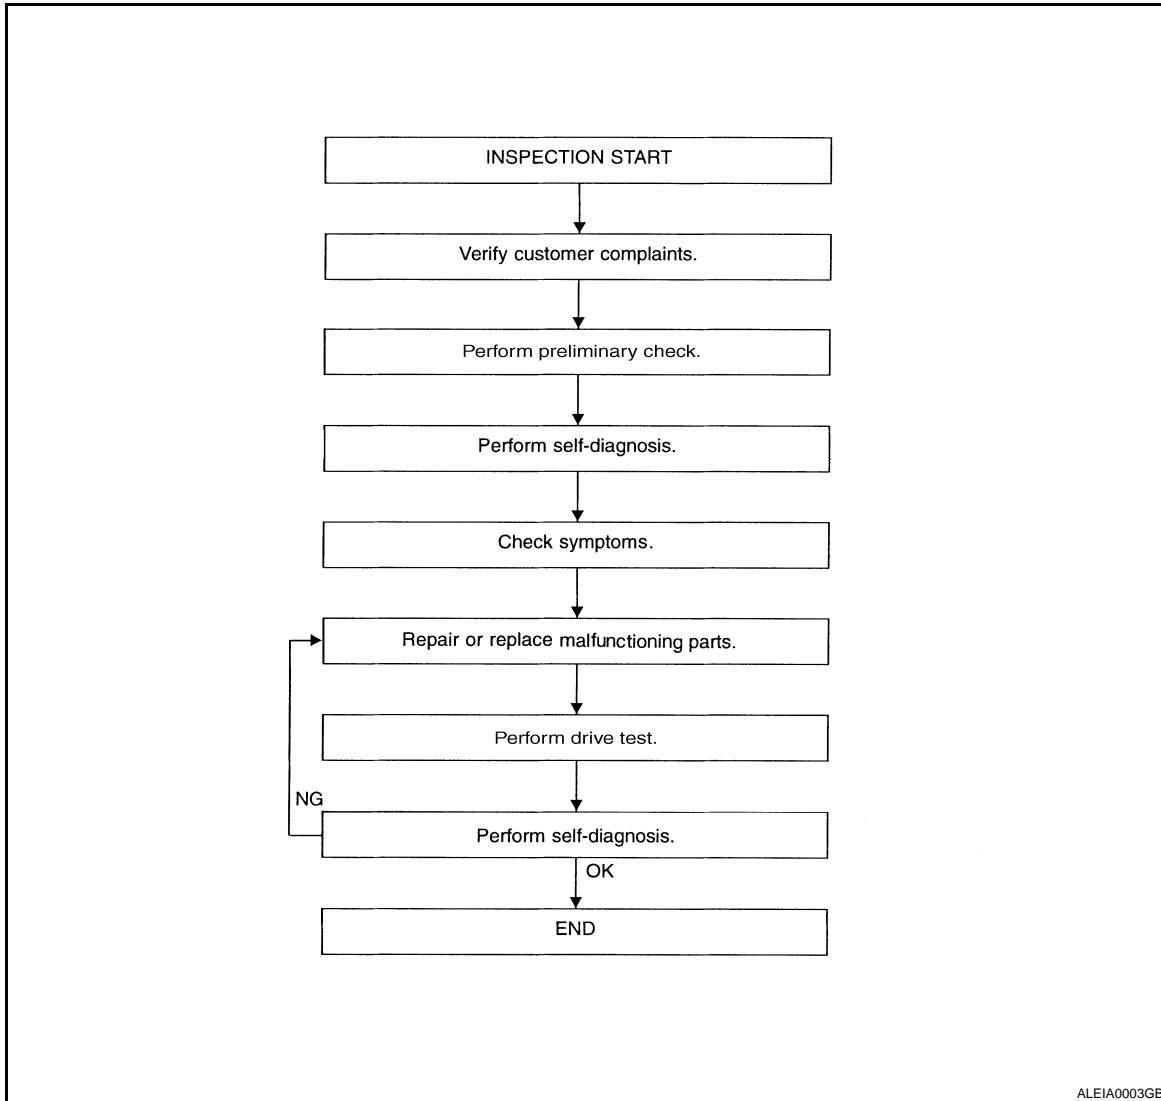 INSPECTION START
Verify customer complaints.
Perform preliminary check.
Perform self-diagnosis.
Check symptoms.
Repair or replace malfunctioning parts.
Perform drive test.
NG
Perform self-diagnosis.
OK
END
ALEIA0003GB